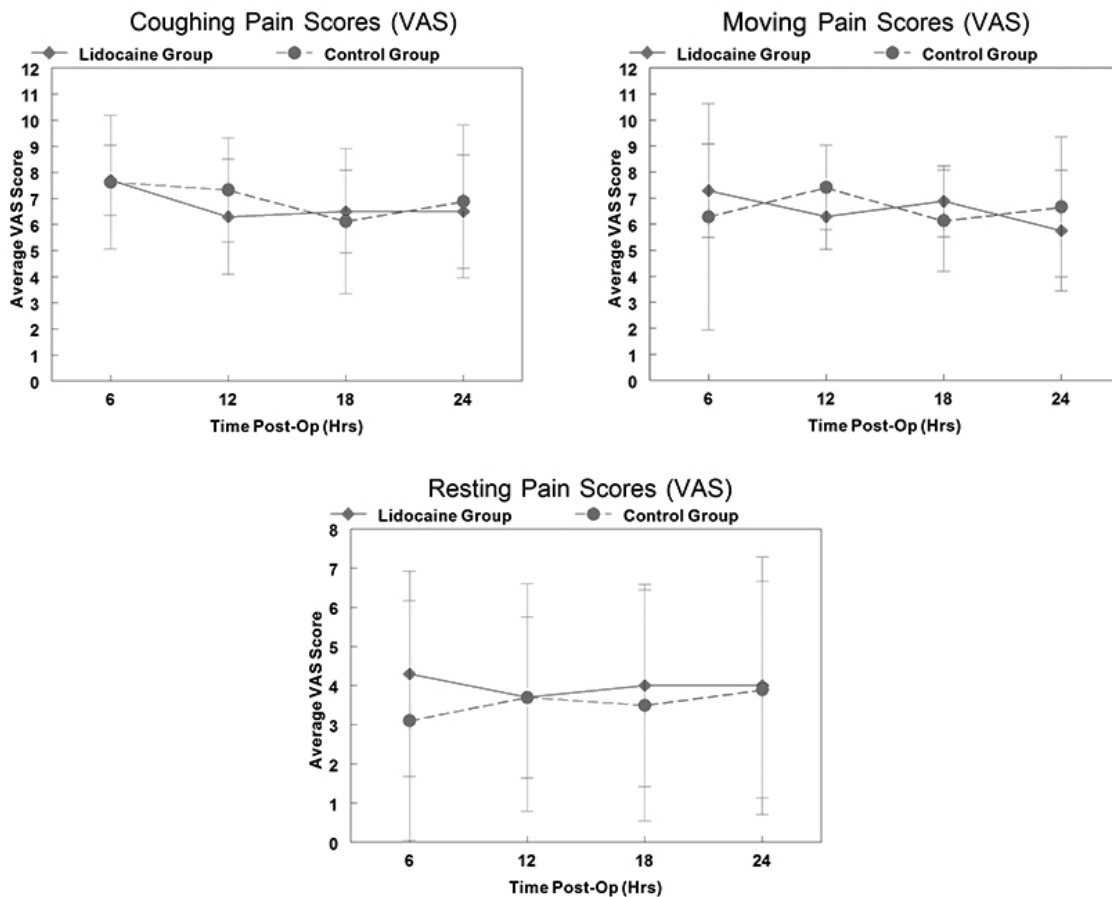 Coughing Pain Scores (VAS)
Lidocaine Group Control Group
12
11
10
9
8
7
6
5
4
3
2
1
0
Average VAS Score
6 12 18 24
Time Post-Op (Hrs)
Moving Pain Scores (VAS)
Lidocaine Group Control Group
12
11
10
9
8
7
6
5
4
3
2
1
0
Average VAS Score
6 12 18 24
Time Post-Op (Hrs)
Resting Pain Scores (VAS)
Lidocaine Group Control Group
8
7
6
5
4
3
2
1
0
Average VAS Score
6 12 18 24
Time Post-Op (Hrs)